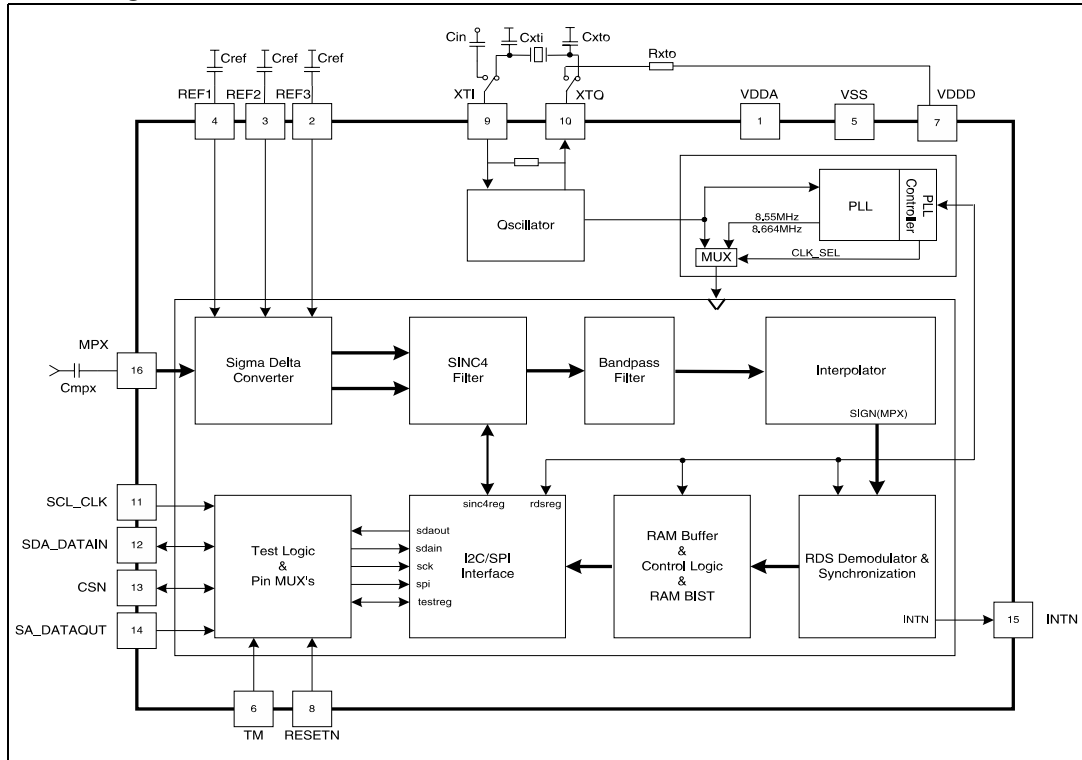 Cin
Cxti
Cxto
Cref
Cref
Cref
Rxto
REF1
REF2
REF3
XTI
XTO
VDDA
VSS
VDDD
4
3
2
9
10
1
5
7
Oscillator
PLL
PLL
Controller
8.55MHz
8.664MHz
MUX
CLK_SEL
MPX
16
Cmpx
Sigma Delta
Converter
SINC4
Filter
Bandpass
Filter
Interpolator
SIGN(MPX)
SCL_CLK
11
SDA_DATAIN
12
CSN
13
SA_DATAOUT
14
Test Logic
&
Pin MUX's
sinc4reg
rdsreg
sdaout
sdain
sck
spi
testreg
I2C/SPI
Interface
RAM Buffer
&
Control Logic
&
RAM BIST
RDS Demodulator &
Synchronization
INTN
15
INTN
6
8
TM
RESETN